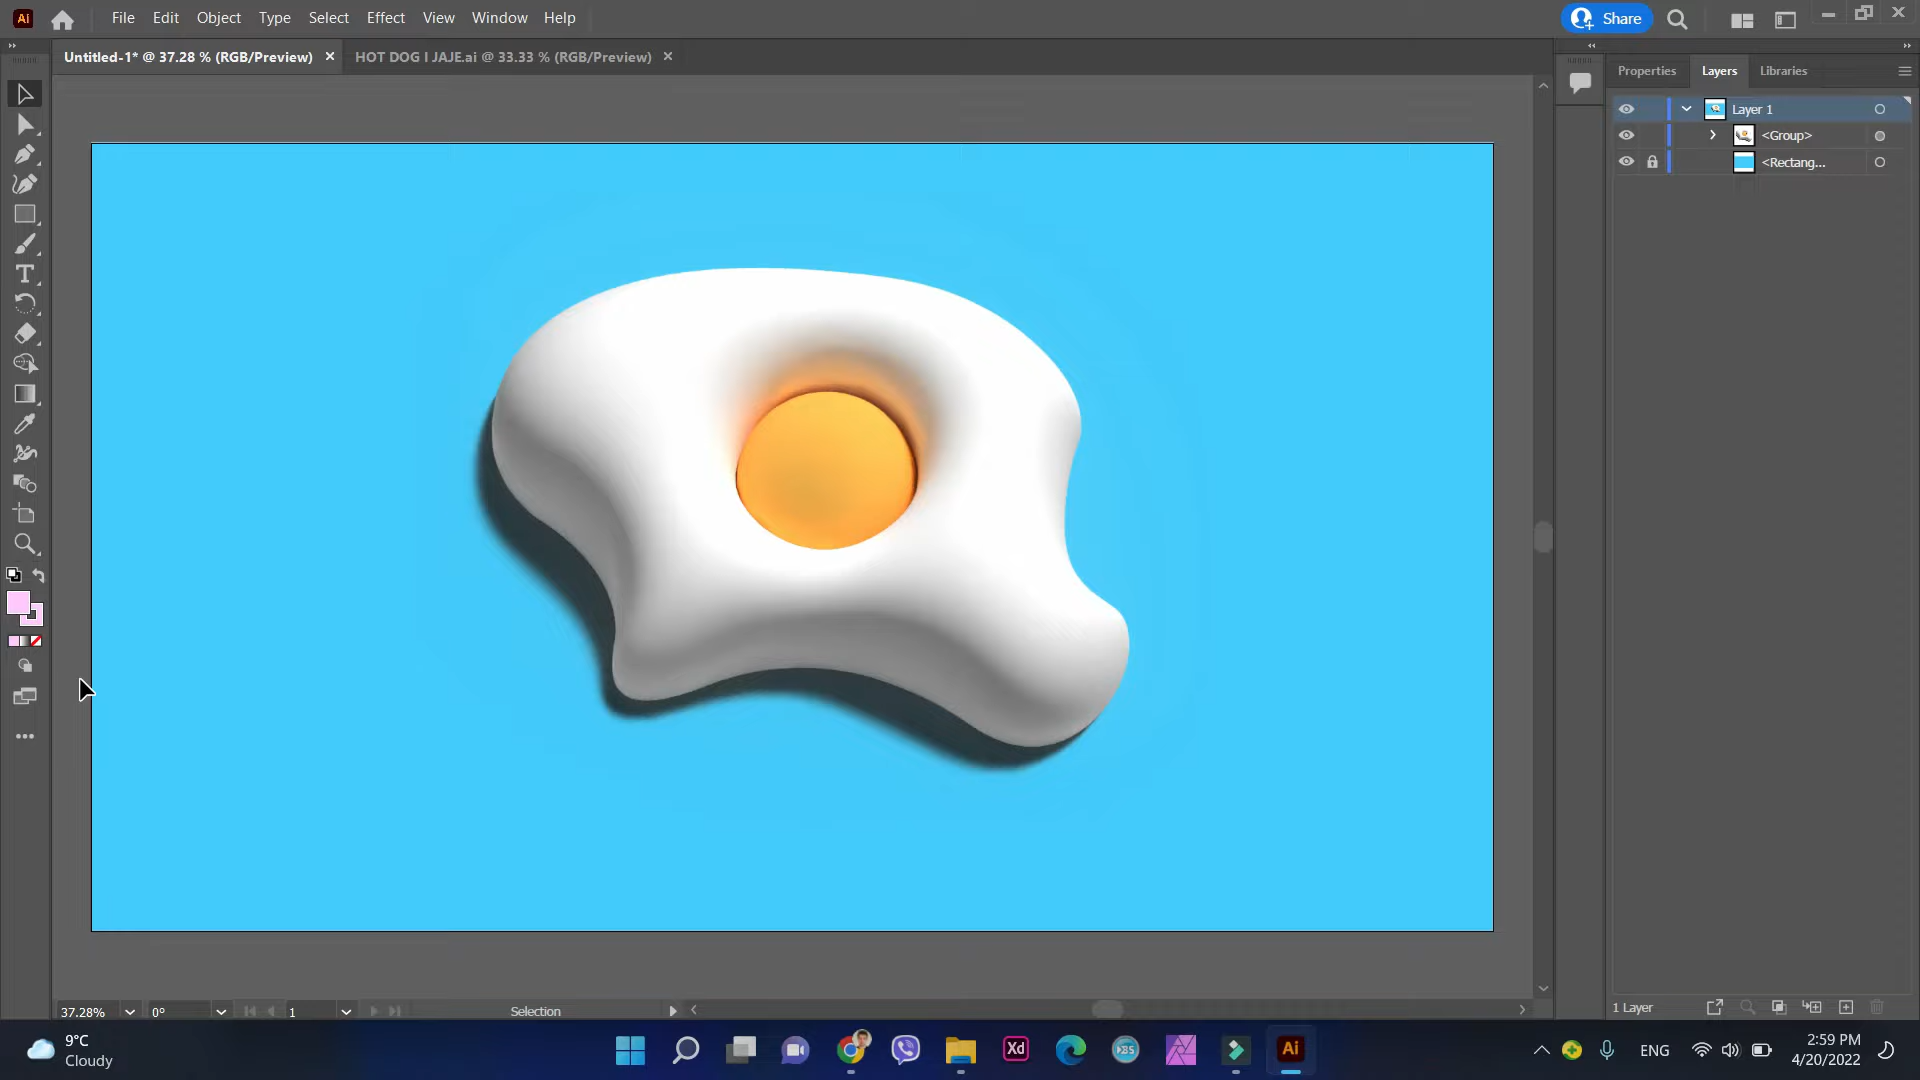 Ai File Edit Object Type Select Effect View Window Help Share
Untitled-1* @ 37.28 % (RGB/Preview) × HOT DOG I JAJE.ai @ 33.33 % (RGB/Preview) ×
Properties Layers Libraries
Layer 1
<Group>
<Rectang...
37.28% 0° 1 Selection
1 Layer
9°C
Cloudy
Xd
Ai
ENG
2:59 PM
4/20/2022